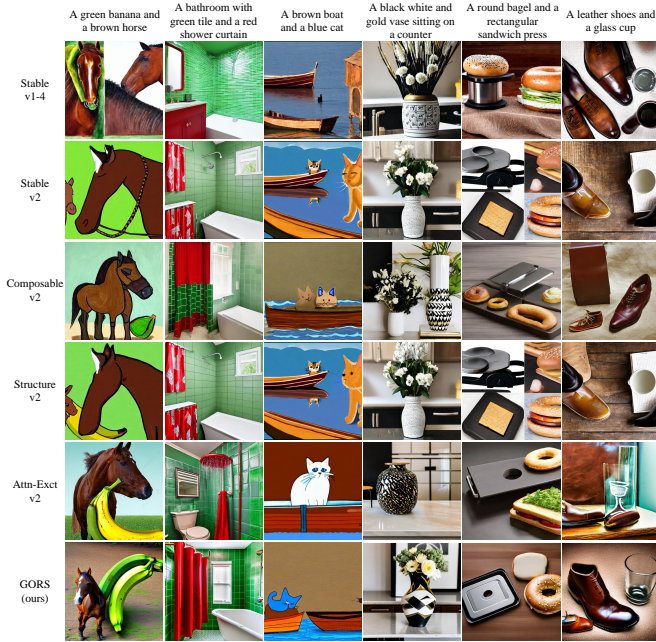 A green banana and
a brown horse
A bathroom with
green tile and a red
shower curtain
A brown boat
and a blue cat
A black white and
gold vase sitting on
a counter
A round bagel and a
rectangular
sandwich press
A leather shoes and
a glass cup
Stable
v1-4
Stable
v2
Composable
v2
Structure
v2
Attn-Exct
v2
GORS
(ours)